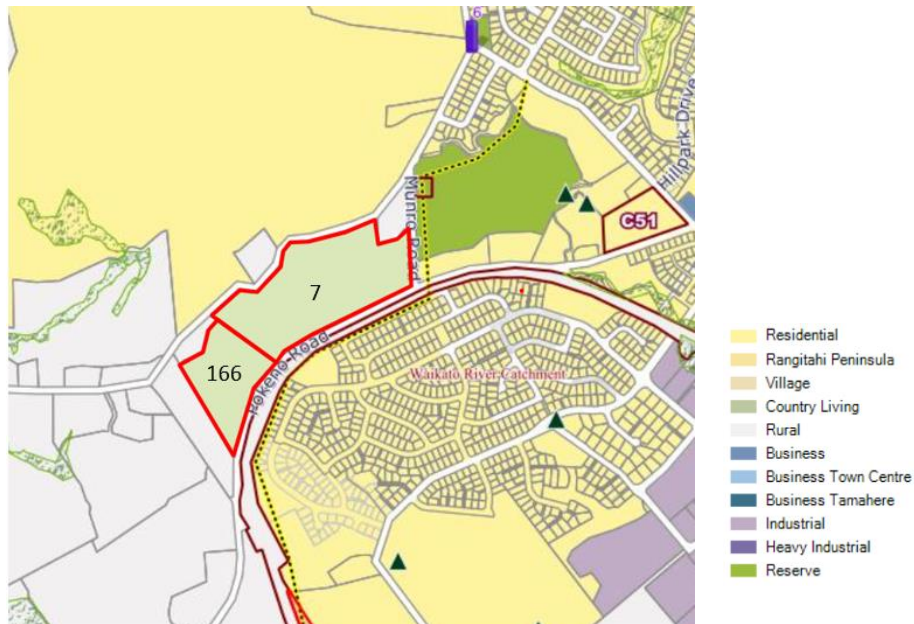 6
Hillpark Drive
Munro Road
C51
7
166
Pokeno Road
Waikato River Catchment
Residential
Rangitahi Peninsula
Village
Country Living
Rural
Business
Business Town Centre
Business Tamahere
Industrial
Heavy Industrial
Reserve